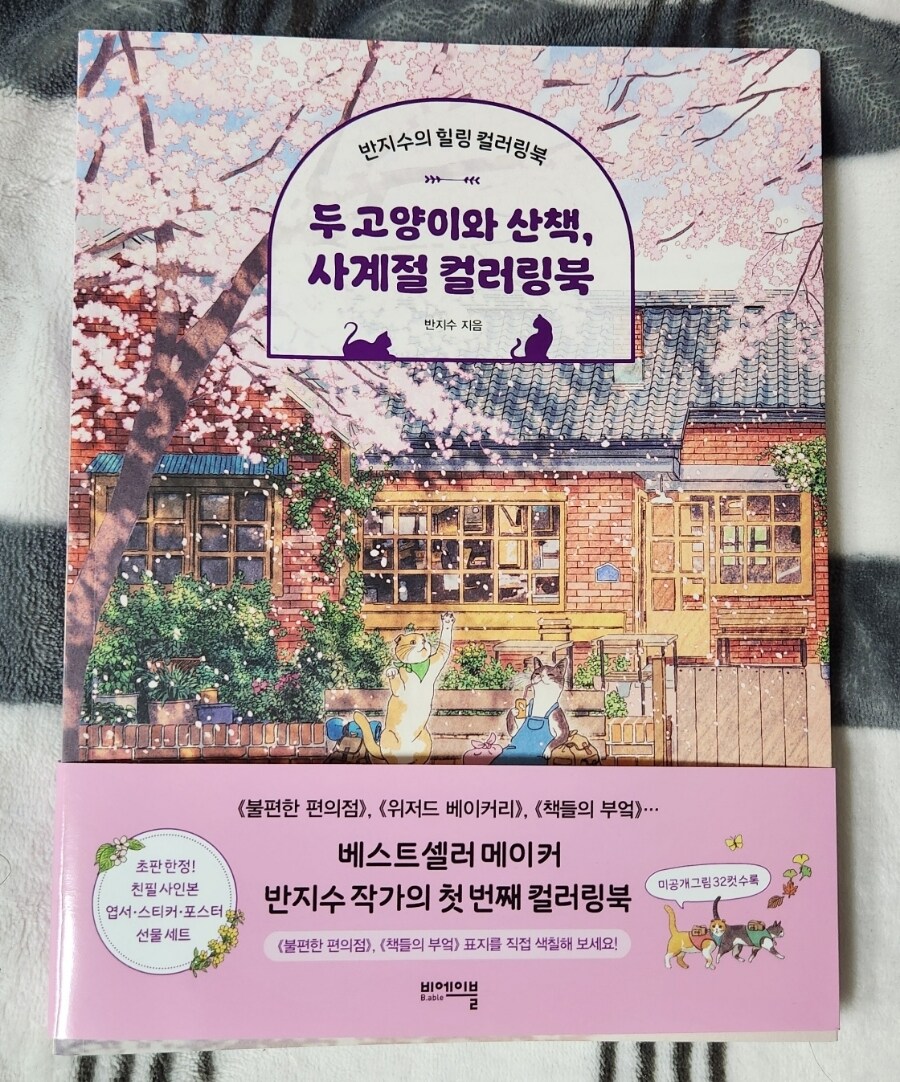 반지수의 힐링 컬러링북
두 고양이와 산책,
사계절 컬러링북
반지수 지음
《불편한 편의점》, 《위저드 베이커리》, 《책들의 부엌》…
베스트셀러 메이커
반지수 작가의 첫 번째 컬러링북
《불편한 편의점》, 《책들의 부엌》 표지를 직접 색칠해 보세요!
초판 한정!
친필 사인본
엽서·스티커·포스터
선물 세트
미공개 그림 32컷 수록
비에이블
B.able